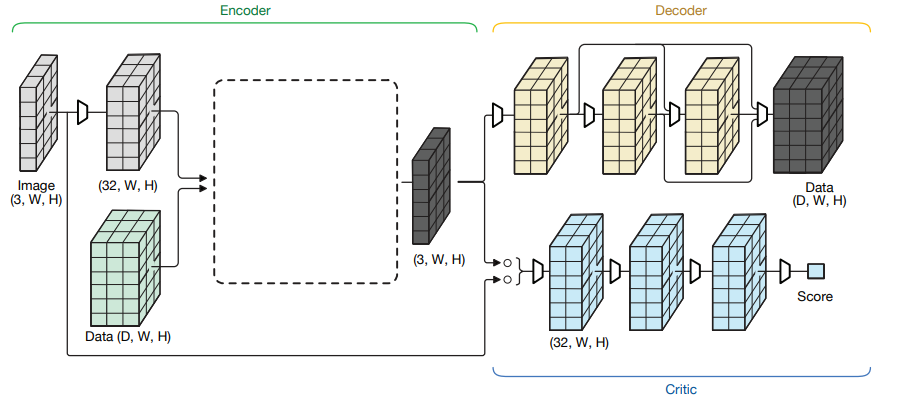 Encoder
Decoder
Image
(3, W, H)
(32, W, H)
Data (D, W, H)
(3, W, H)
Data
(D, W, H)
Score
(32, W, H)
Critic